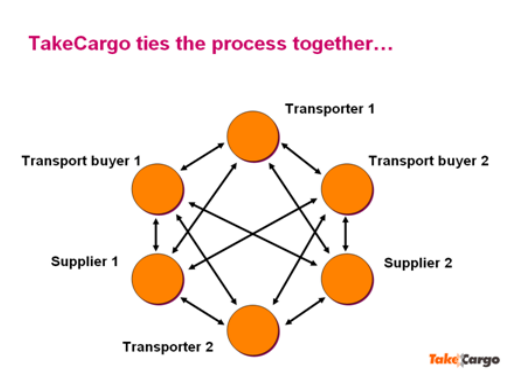 TakeCargo ties the process together…
Transporter 1
Transport buyer 1
Transport buyer 2
Supplier 1
Supplier 2
Transporter 2
TakeCargo